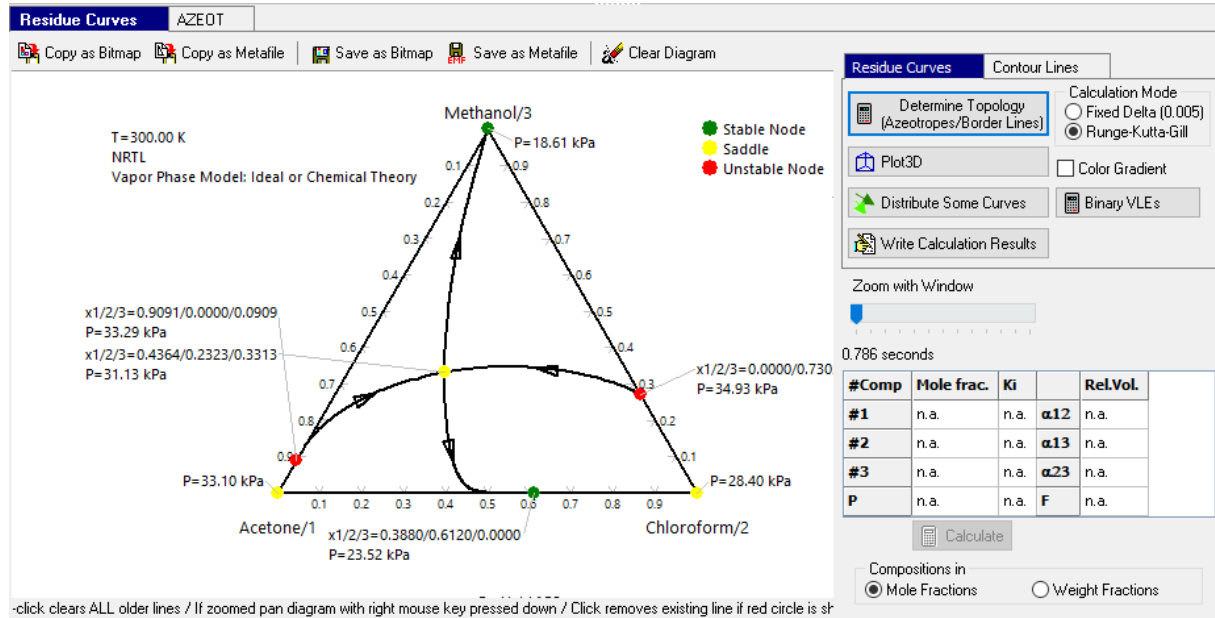 Residue Curves AZEOT
Copy as Bitmap Copy as Metafile Save as Bitmap EMF Save as Metafile Clear Diagram
T=300.00 K
NRTL
Vapor Phase Model: Ideal or Chemical Theory
Methanol/3
P=18.61 kPa
Stable Node
Saddle
Unstable Node
0.1
0.9
0.2
0.8
0.3
0.7
0.4
0.6
0.5
0.5
0.6
0.4
0.7
0.3
0.8
0.2
0.9
0.1
x1/2/3=0.9091/0.0000/0.0909
P=33.29 kPa
x1/2/3=0.4364/0.2323/0.3313
P=31.13 kPa
x1/2/3=0.0000/0.730
P=34.93 kPa
P=33.10 kPa
P=28.40 kPa
0.1 0.2 0.3 0.4 0.5 0.6 0.7 0.8 0.9
Acetone/1
Chloroform/2
x1/2/3=0.3880/0.6120/0.0000
P=23.52 kPa
-click clears ALL older lines / If zoomed pan diagram with right mouse key pressed down / Click removes existing line if red circle is sh
Residue Curves Contour Lines
Determine Topology
(Azeotropes/Border Lines)
Calculation Mode
Fixed Delta (0.005)
Runge-Kutta-Gill
Plot3D
Color Gradient
Distribute Some Curves
Binary VLEs
Write Calculation Results
Zoom with Window
0.786 seconds
#Comp Mole frac. Ki Rel.Vol.
#1 n.a. n.a. α12 n.a.
#2 n.a. n.a. α13 n.a.
#3 n.a. n.a. α23 n.a.
P n.a. n.a. F n.a.
Calculate
Compositions in
Mole Fractions
Weight Fractions